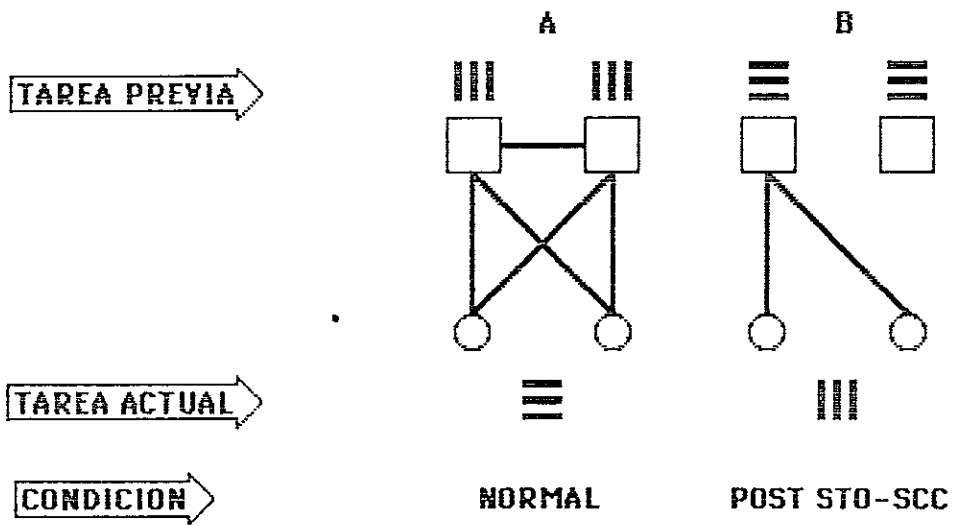 A B
TAREA PREVIA
TAREA ACTUAL
CONDICION NORMAL POST STO-SCC